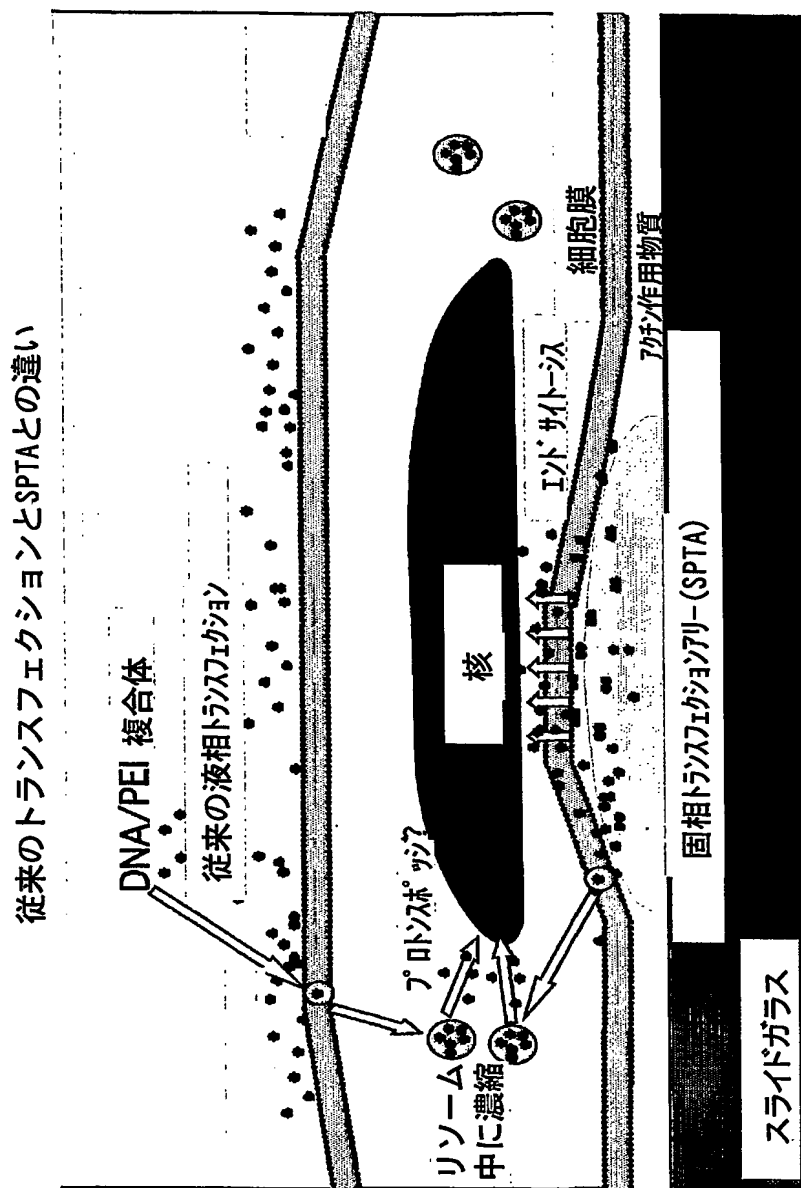 従来のトランスフェクションとSPTAとの違い
DNA/PEI 複合体
従来の液相トランスフェクション
リソーム
中に濃縮
プロトンスポッジ?
核
エンドサイトーシス
細胞膜
アクチン作用物質
固相トランスフェクションアリー(SPTA)
スライドガラス